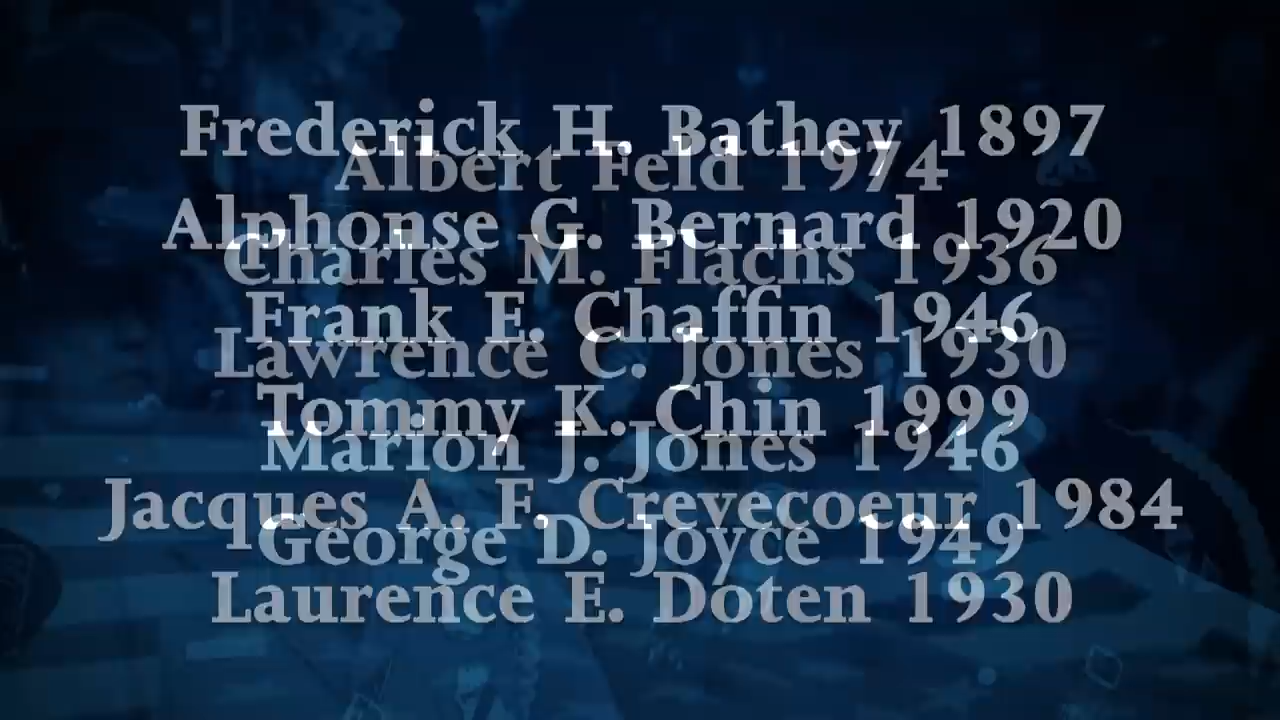 Frederick H. Bathey 1897
Albert Feld 1974
Alphonse G. Bernard 1920
Charles M. Flachs 1936
Frank E. Chaffin 1946
Lawrence C. Jones 1930
Tommy K. Chin 1999
Marion J. Jones 1946
Jacques A. F. Crevecoeur 1984
George D. Joyce 1949
Laurence E. Doten 1930